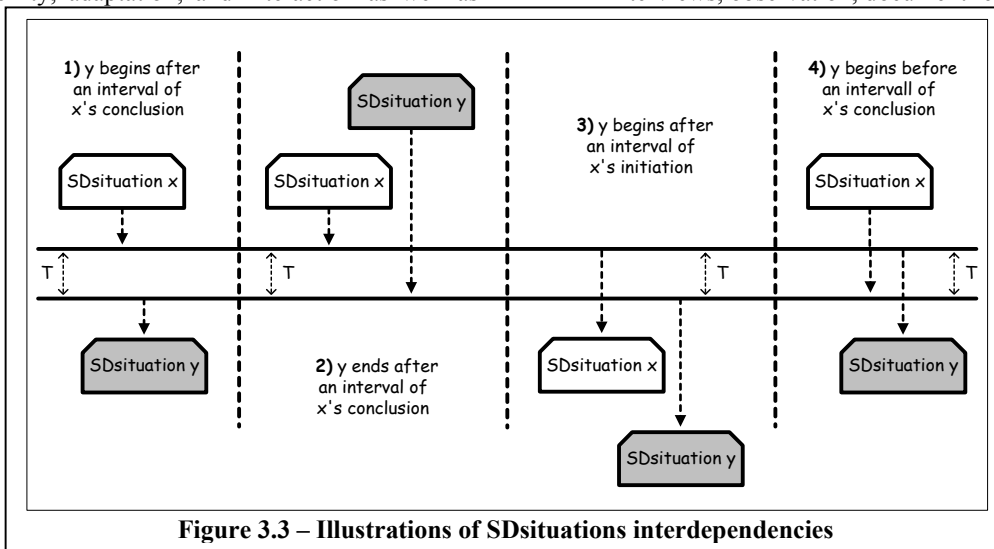 1) y begins after
an interval of
x's conclusion
SDsituation x
T
SDsituation y
SDsituation y
SDsituation x
T
2) y ends after
an interval of
x's conclusion
3) y begins after
an interval of
x's initiation
T
SDsituation x
SDsituation y
4) y begins before
an intervall of
x's conclusion
SDsituation x
T
SDsituation y
Figure 3.3 – Illustrations of SDsituations interdependencies